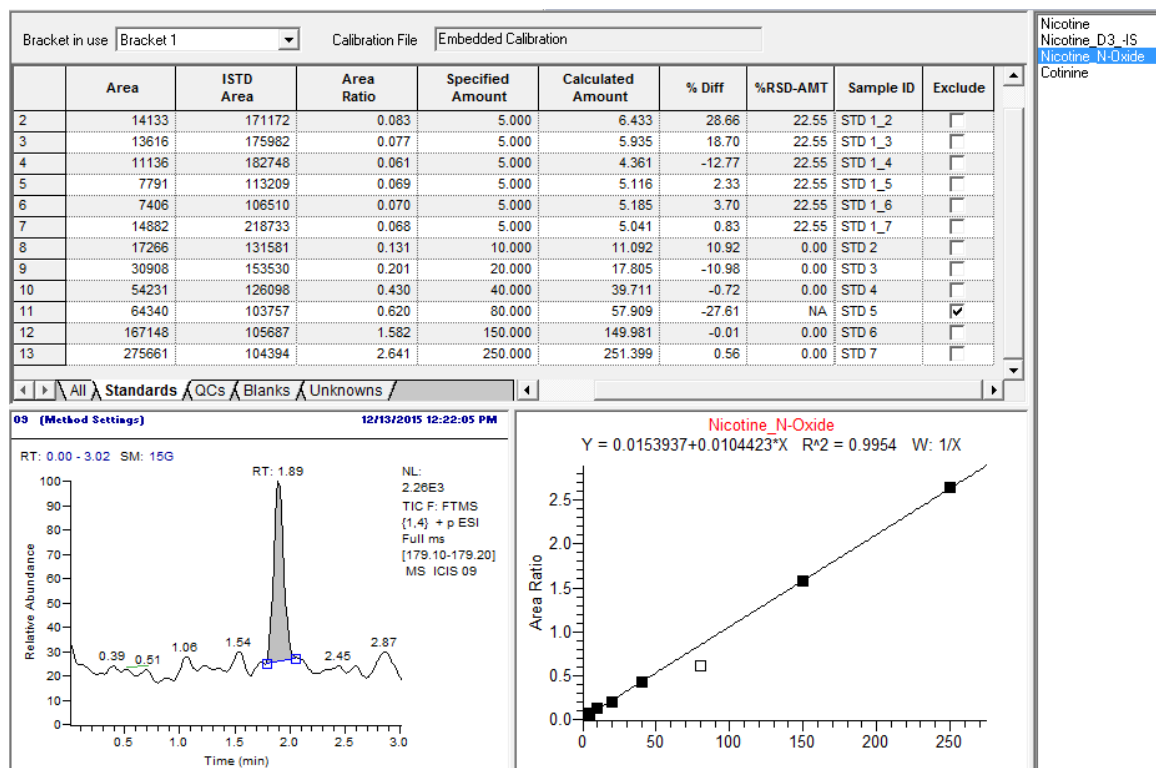 Bracket in use Bracket 1 Calibration File Embedded Calibration
Nicotine
Nicotine_D3_-IS
Nicotine_N-Oxide
Cotinine
Area ISTD Area Area Ratio Specified Amount Calculated Amount % Diff %RSD-AMT Sample ID Exclude
2 14133 171172 0.083 5.000 6.433 28.66 22.55 STD 1_2
3 13616 175982 0.077 5.000 5.935 18.70 22.55 STD 1_3
4 11136 182748 0.061 5.000 4.361 -12.77 22.55 STD 1_4
5 7791 113209 0.069 5.000 5.116 2.33 22.55 STD 1_5
6 7406 106510 0.070 5.000 5.185 3.70 22.55 STD 1_6
7 14882 218733 0.068 5.000 5.041 0.83 22.55 STD 1_7
8 17266 131581 0.131 10.000 11.092 10.92 0.00 STD 2
9 30908 153530 0.201 20.000 17.805 -10.98 0.00 STD 3
10 54231 126098 0.430 40.000 39.711 -0.72 0.00 STD 4
11 64340 103757 0.620 80.000 57.909 -27.61 NA STD 5
12 167148 105687 1.582 150.000 149.981 -0.01 0.00 STD 6
13 275661 104394 2.641 250.000 251.399 0.56 0.00 STD 7
All Standards QCs Blanks Unknowns
09 (Method Settings) 12/13/2015 12:22:05 PM
RT: 0.00 - 3.02 SM: 15G
RT: 1.89
NL:
2.26E3
TIC F: FTMS
{1,4} + p ESI
Full ms
[179.10-179.20]
MS ICIS 09
Relative Abundance
100
90
80
70
60
50
40
30
20
10
0
0.39 0.51 1.06 1.54 2.45 2.87
0.5 1.0 1.5 2.0 2.5 3.0
Time (min)
Nicotine_N-Oxide
Y = 0.0153937+0.0104423*X R^2 = 0.9954 W: 1/X
Area Ratio
2.5
2.0
1.5
1.0
0.5
0.0
0 50 100 150 200 250